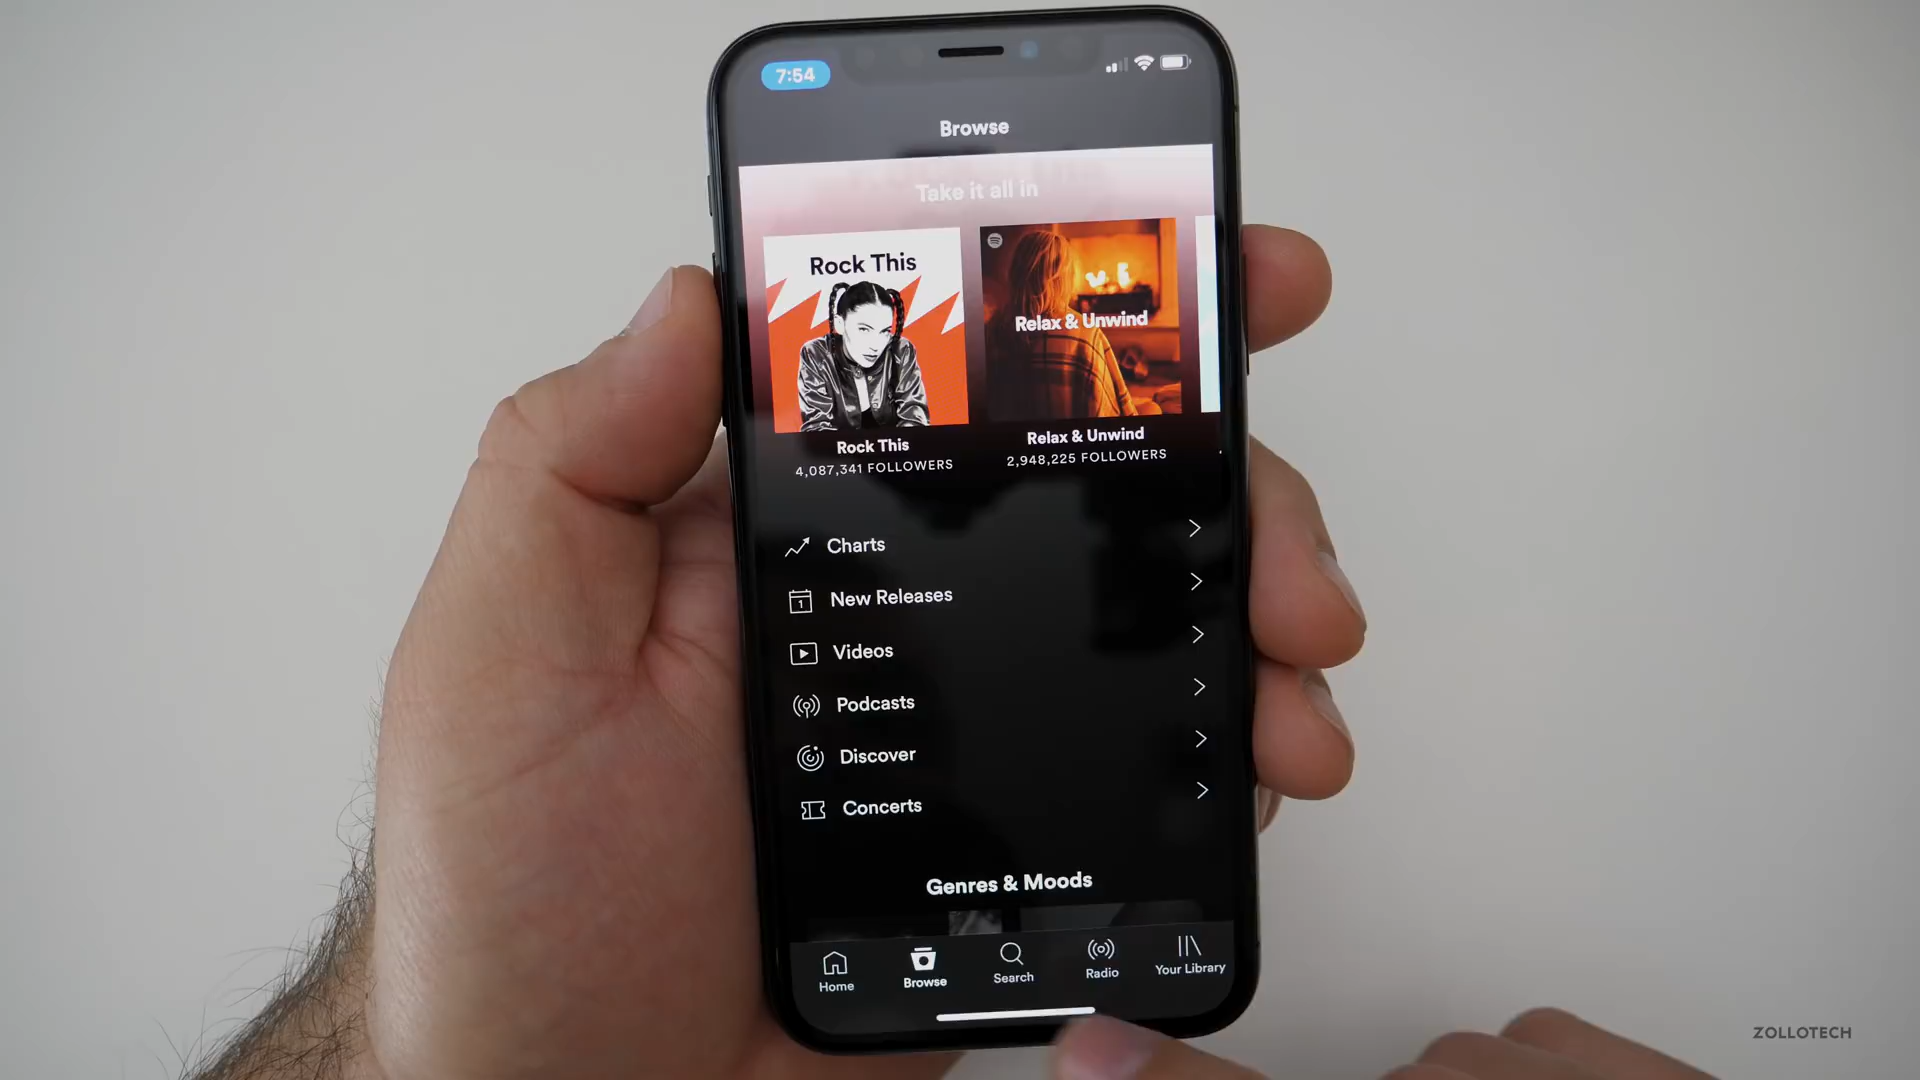 7:54
Browse
Take it all in
Rock This
Relax & Unwind
Rock This
4,087,341 FOLLOWERS
Relax & Unwind
2,948,225 FOLLOWERS
Charts
1
New Releases
Videos
Podcasts
Discover
Concerts
Genres & Moods
Home
Browse
Search
Radio
Your Library
ZOLLOTECH